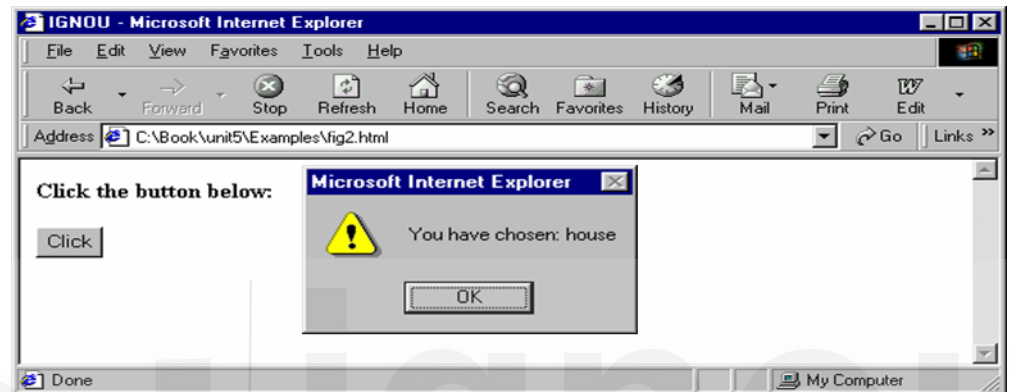 IGNOU - Microsoft Internet Explorer
File Edit View Favorites Tools Help
Back Forward Stop Refresh Home Search Favorites History Mail Print Edit
Address C:\Book\unit5\Examples\fig2.html Go Links »
Click the button below:
Click
Microsoft Internet Explorer
You have chosen: house
OK
Done My Computer